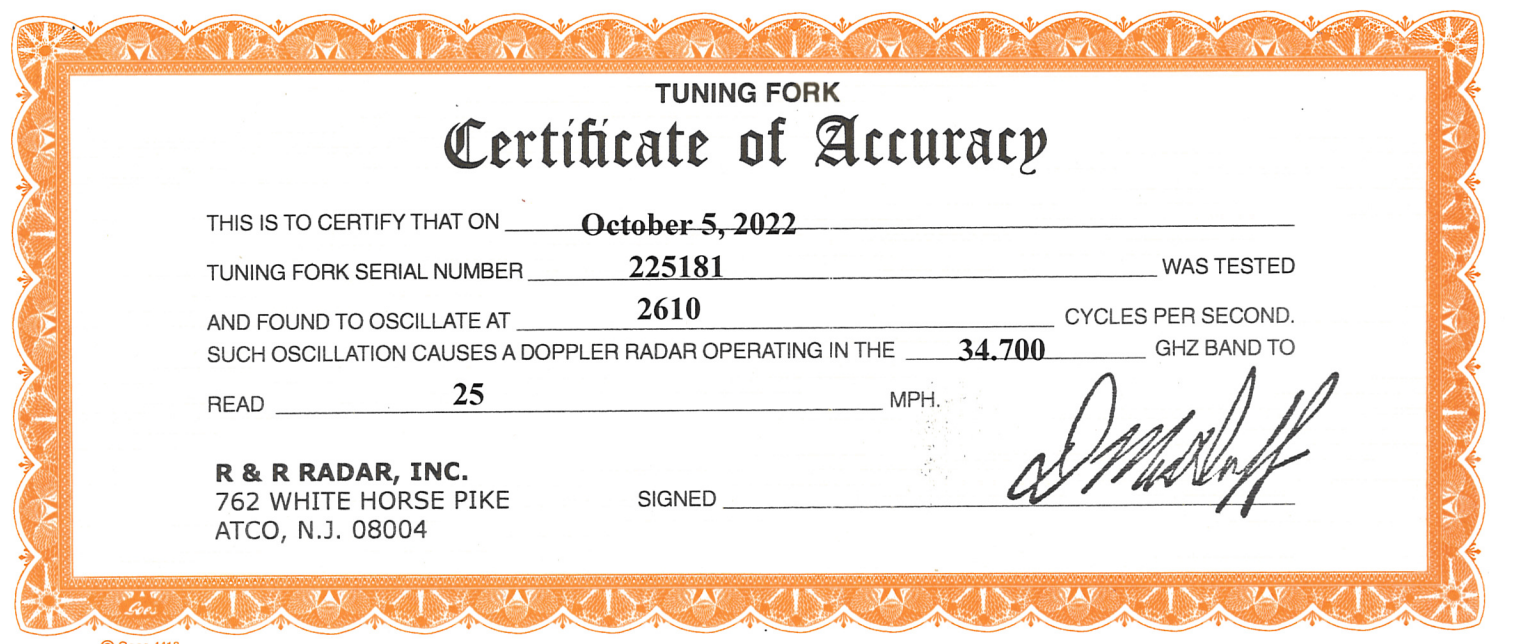 TUNING FORK
Certificate of Accuracy
THIS IS TO CERTIFY THAT ON October 5, 2022
TUNING FORK SERIAL NUMBER 225181 WAS TESTED
AND FOUND TO OSCILLATE AT 2610 CYCLES PER SECOND.
SUCH OSCILLATION CAUSES A DOPPLER RADAR OPERATING IN THE 34.700 GHZ BAND TO
READ 25 MPH.
R & R RADAR, INC.
762 WHITE HORSE PIKE
ATCO, N.J. 08004
SIGNED
Goes